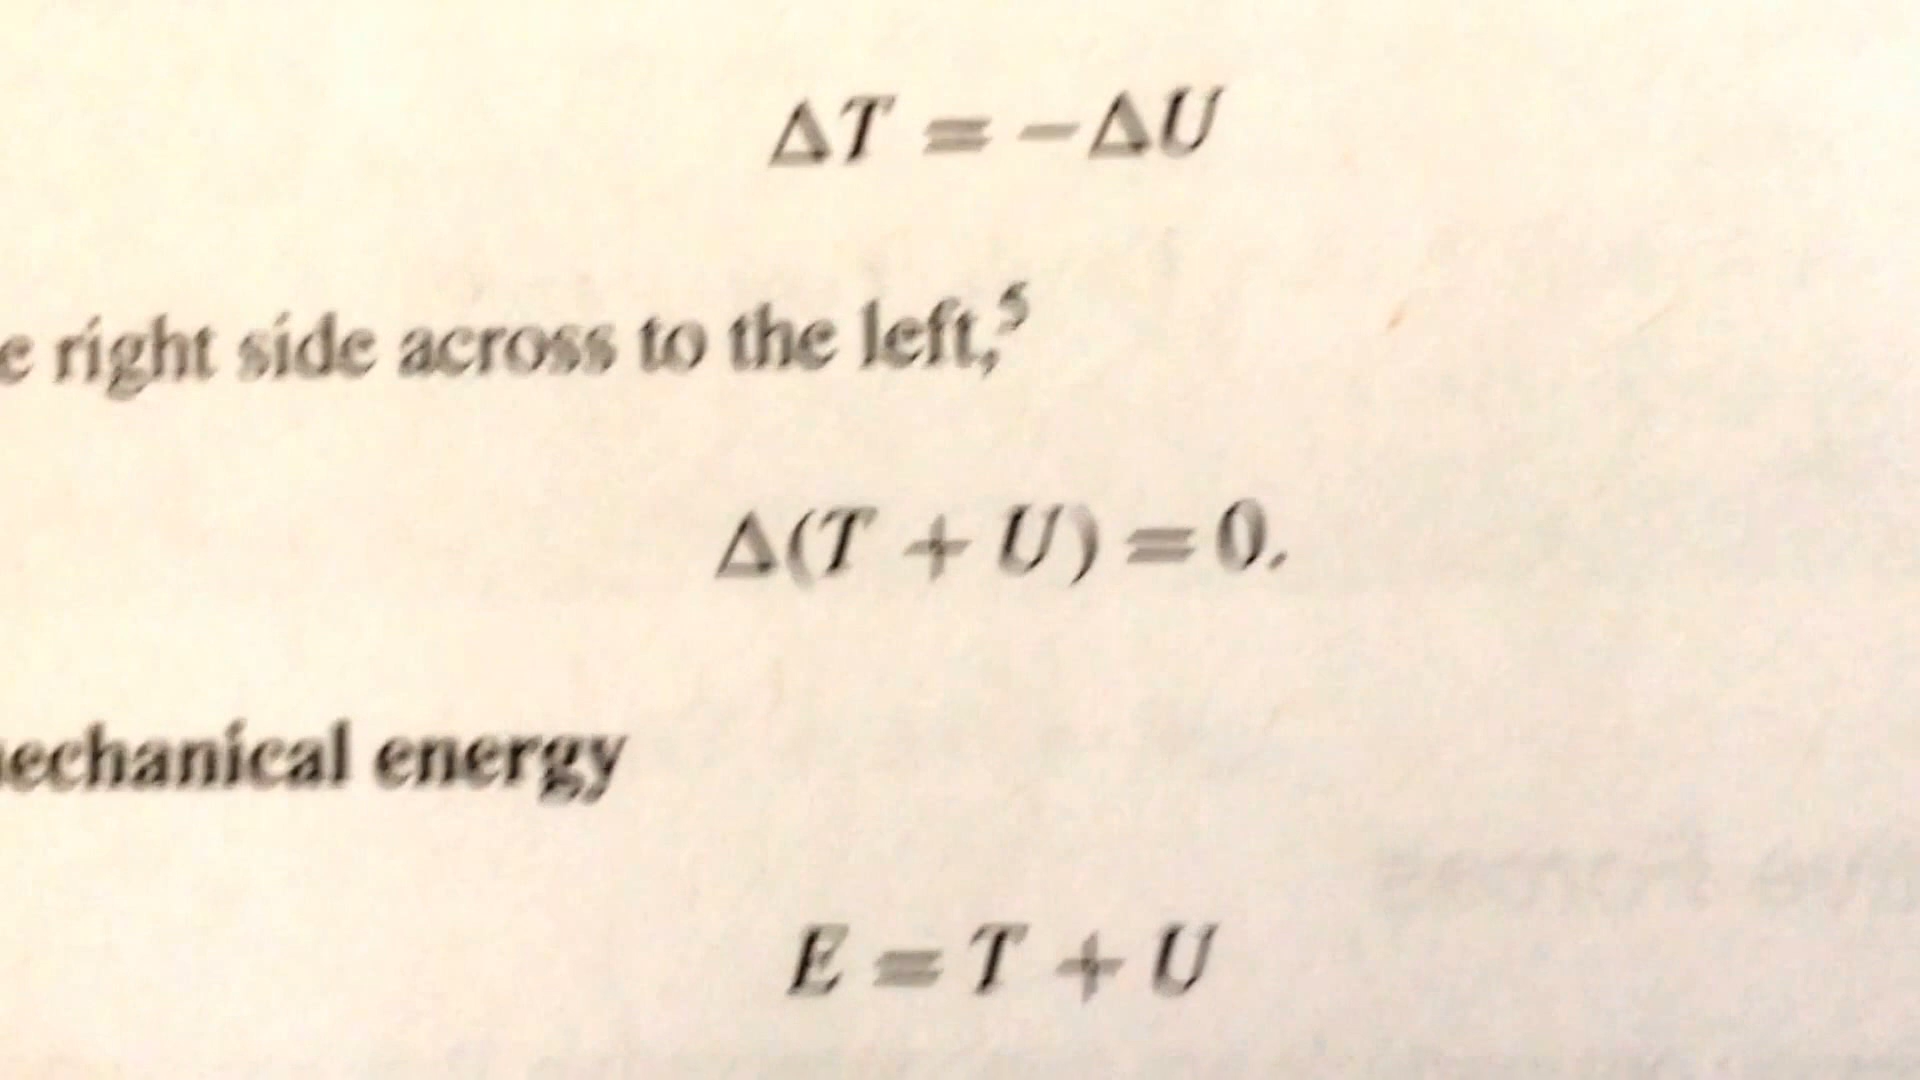 ΔT = −ΔU
e right side across to the left,⁵
Δ(T + U) = 0.
echanical energy
E = T + U